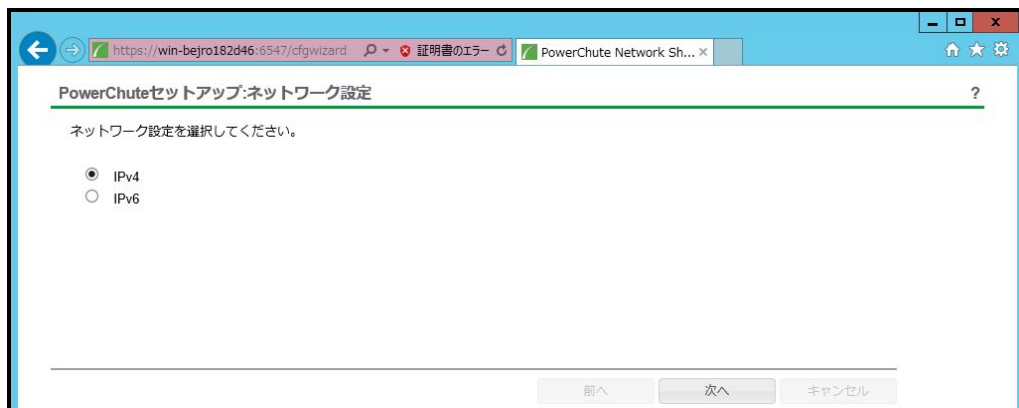 https://win-bejro182d46:6547/cfgwizard 証明書のエラー PowerChute Network Sh...
PowerChuteセットアップ:ネットワーク設定 ?
ネットワーク設定を選択してください。
IPv4
IPv6
前へ 次へ キャンセル